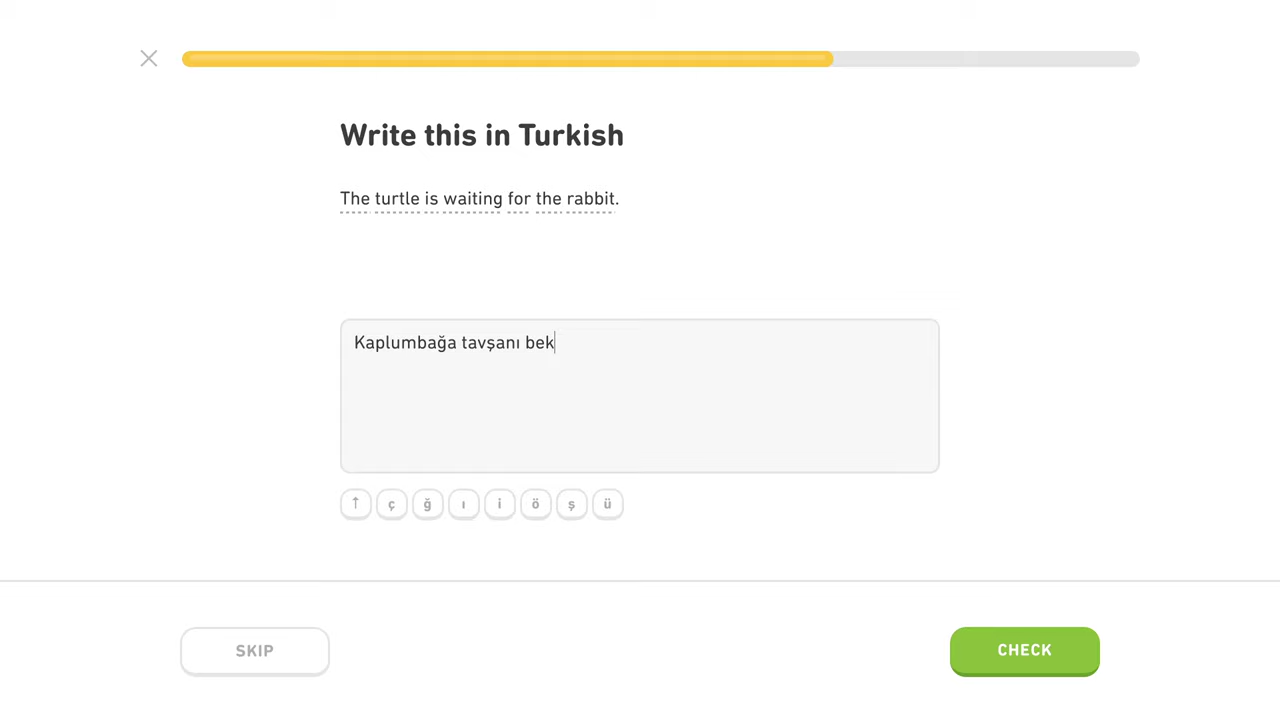 Write this in Turkish
The turtle is waiting for the rabbit.
Kaplumbağa tavşanı bek
↑ ç ğ ı i ö ş ü
SKIP
CHECK